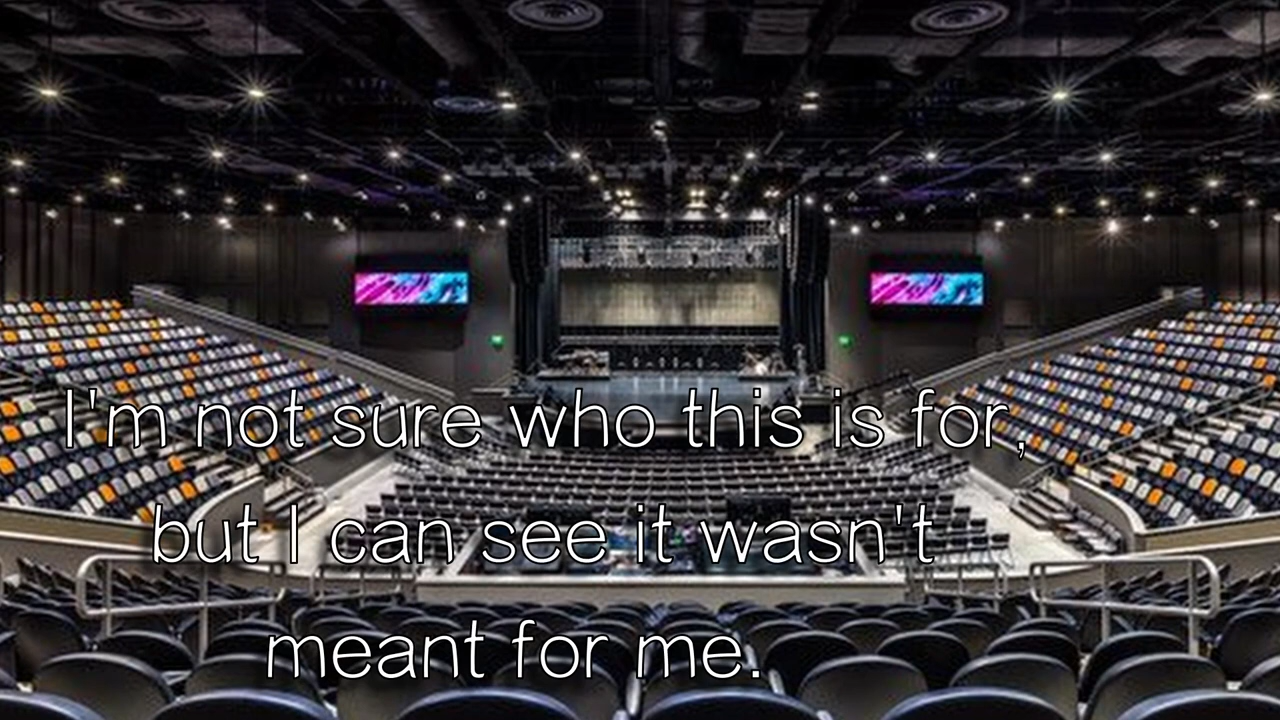 I'm not sure who this is for,
but I can see it wasn't
meant for me.